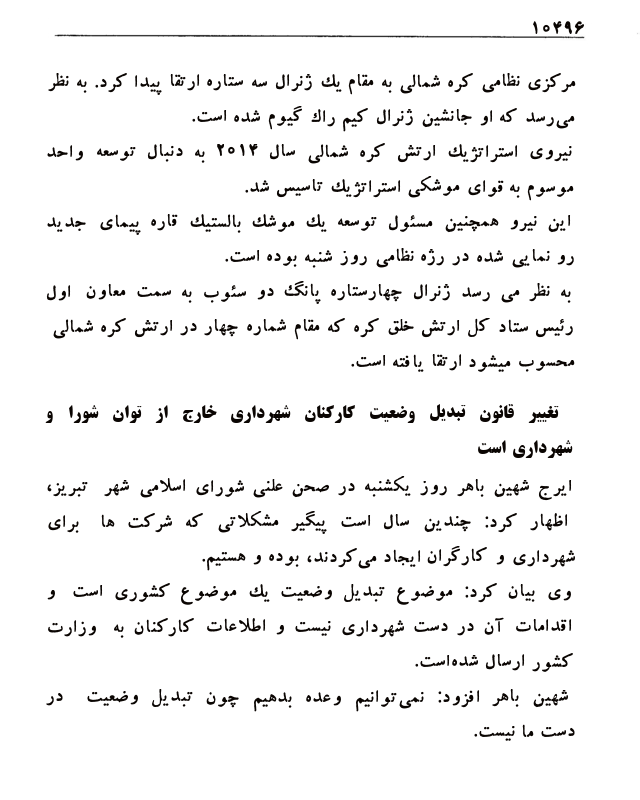 ۱۰۴۹۶
مرکزی نظامی کره شمالی به مقام یك ژنرال سه ستاره ارتقا پیدا کرد. به نظر
می‌رسد که او جانشین ژنرال کیم راك گیوم شده است.
نیروی استراتژیك ارتش کره شمالی سال ۲۰۱۴ به دنبال توسعه واحد
موسوم به قوای موشکی استراتژیك تاسیس شد.
این نیرو همچنین مسئول توسعه یك موشك بالستیك قاره پیمای جدید
رو نمایی شده در رژه نظامی روز شنبه بوده است.
به نظر می رسد ژنرال چهارستاره پانگ دو سئوب به سمت معاون اول
رئیس ستاد کل ارتش خلق کره که مقام شماره چهار در ارتش کره شمالی
محسوب میشود ارتقا یافته است.
تغییر قانون تبدیل وضعیت کارکنان شهرداری خارج از توان شورا و
شهرداری است
ایرج شهین باهر روز یکشنبه در صحن علنی شورای اسلامی شهر تبریز،
اظهار کرد: چندین سال است پیگیر مشکلاتی که شرکت ها برای
شهرداری و کارگران ایجاد می‌کردند، بوده و هستیم.
وی بیان کرد: موضوع تبدیل وضعیت یك موضوع کشوری است و
اقدامات آن در دست شهرداری نیست و اطلاعات کارکنان به وزارت
کشور ارسال شده‌است.
شهین باهر افزود: نمی‌توانیم وعده بدهیم چون تبدیل وضعیت در
دست ما نیست.